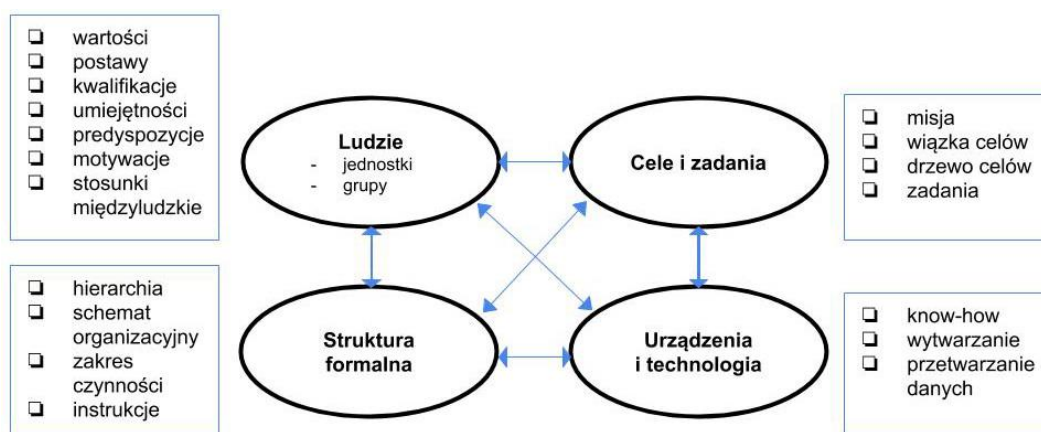 ❏ wartości
❏ postawy
❏ kwalifikacje
❏ umiejętności
❏ predyspozycje
❏ motywacje
❏ stosunki
międzyludzkie
Ludzie
- jednostki
- grupy
Cele i zadania
❏ misja
❏ wiązka celów
❏ drzewo celów
❏ zadania
❏ hierarchia
❏ schemat
organizacyjny
❏ zakres
czynności
❏ instrukcje
Struktura
formalna
Urządzenia
i technologia
❏ know-how
❏ wytwarzanie
❏ przetwarzanie
danych